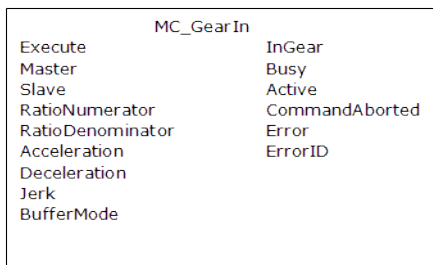 MC_GearIn
Execute InGear
Master Busy
Slave Active
RatioNumerator CommandAborted
RatioDenominator Error
Acceleration ErrorID
Deceleration
Jerk
BufferMode